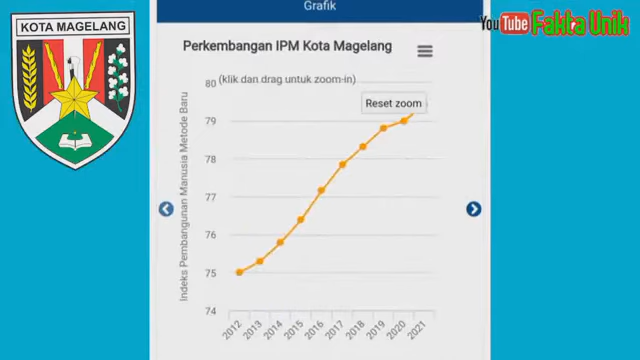 Grafik
YouTube Fakta Unik
KOTA MAGELANG
Perkembangan IPM Kota Magelang
(klik dan drag untuk zoom-in)
Reset zoom
Indeks Pembangunan Manusia Metode Baru
80
79
78
77
76
75
74
2012
2013
2014
2015
2016
2017
2018
2019
2020
2021